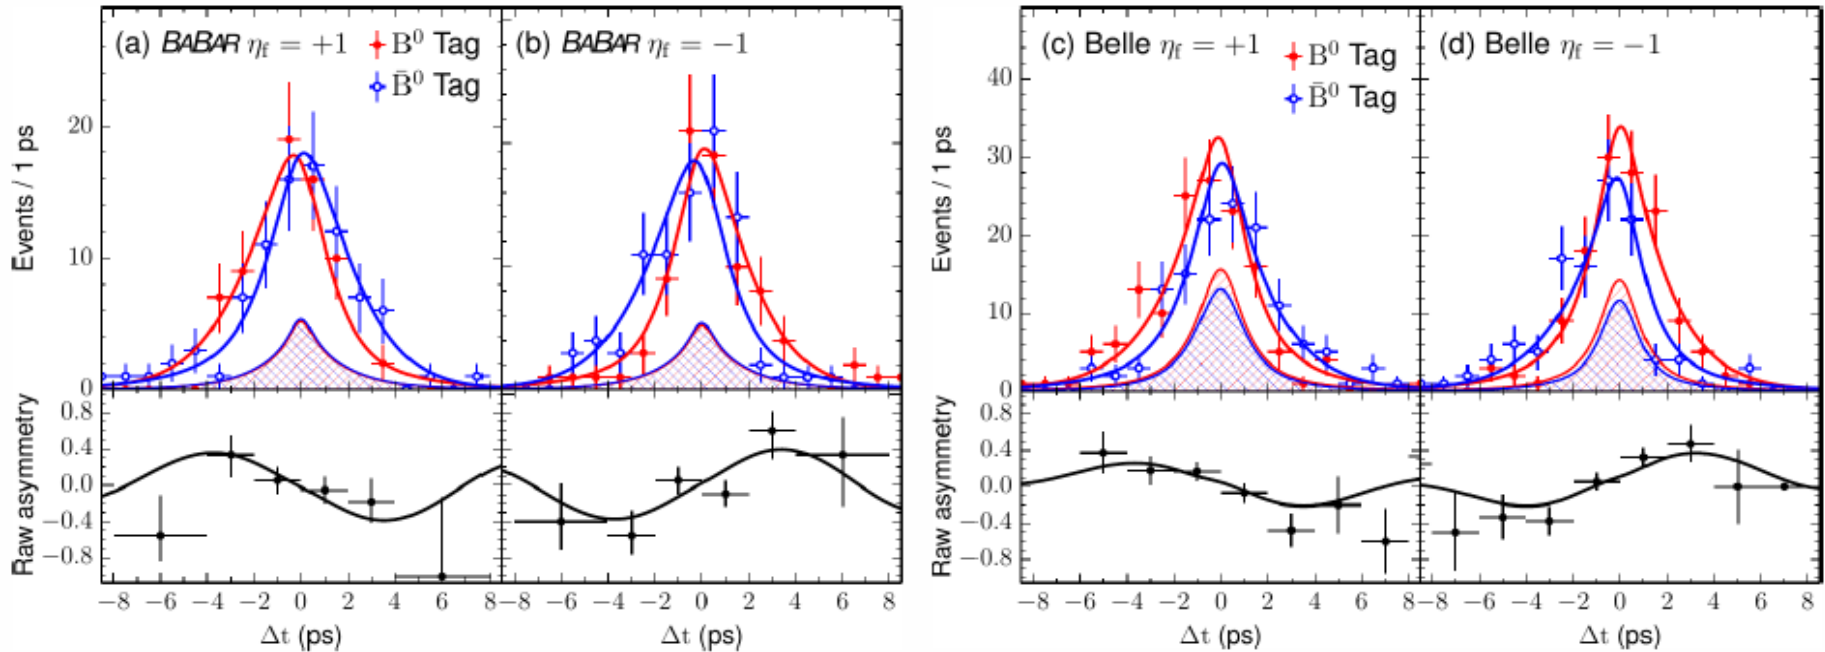 (a) BABAR ηf = +1
B⁰ Tag
B̄⁰ Tag
(b) BABAR ηf = −1
Events / 1 ps
20
10
0
Raw asymmetry
0.8
0.4
0.0
−0.4
−0.8
−8 −6 −4 −2 0 2 4 6 8
Δt (ps)
−8 −6 −4 −2 0 2 4 6 8
Δt (ps)
(c) Belle ηf = +1
B⁰ Tag
B̄⁰ Tag
(d) Belle ηf = −1
Events / 1 ps
40
30
20
10
0
Raw asymmetry
0.8
0.4
0.0
−0.4
−0.8
−8 −6 −4 −2 0 2 4 6 8
Δt (ps)
−8 −6 −4 −2 0 2 4 6 8
Δt (ps)